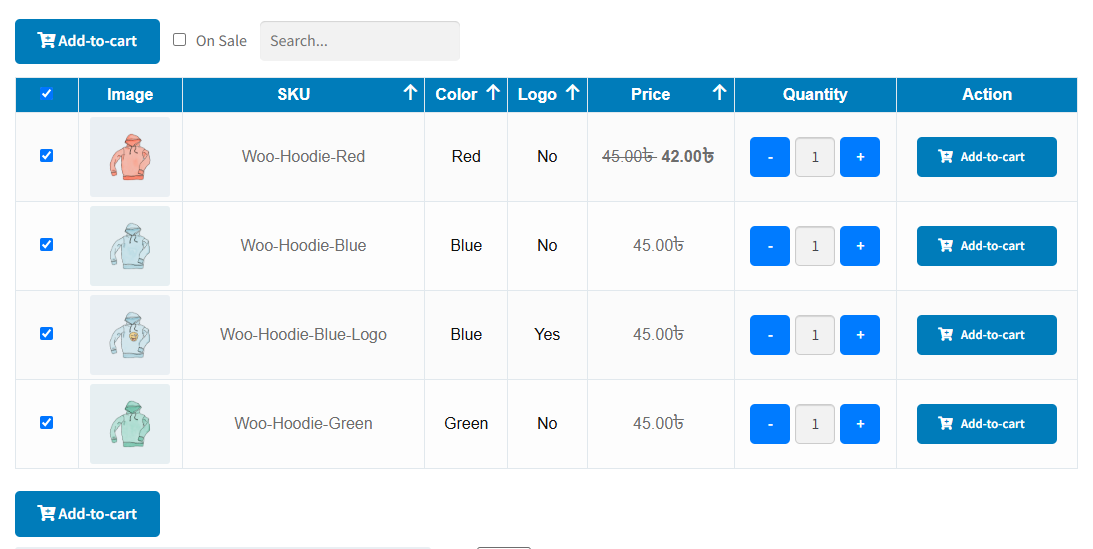 Add-to-cart On Sale Search...
Image SKU Color Logo Price Quantity Action
Woo-Hoodie-Red Red No 45.00৳ 42.00৳ - 1 + Add-to-cart
Woo-Hoodie-Blue Blue No 45.00৳ - 1 + Add-to-cart
Woo-Hoodie-Blue-Logo Blue Yes 45.00৳ - 1 + Add-to-cart
Woo-Hoodie-Green Green No 45.00৳ - 1 + Add-to-cart
Add-to-cart